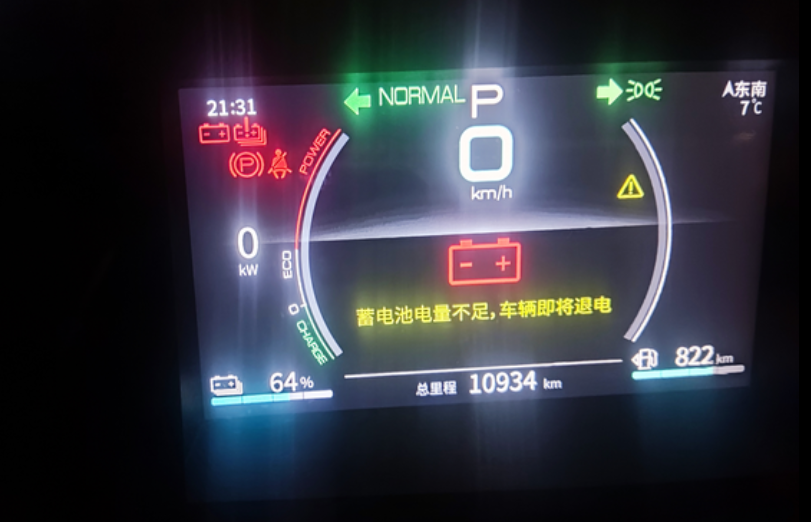 21:31
NORMAL
P
东南
7℃
POWER
0
km/h
0
kW
ECO
0
CHARGE
蓄电池电量不足，车辆即将退电
64%
总里程 10934 km
822 km